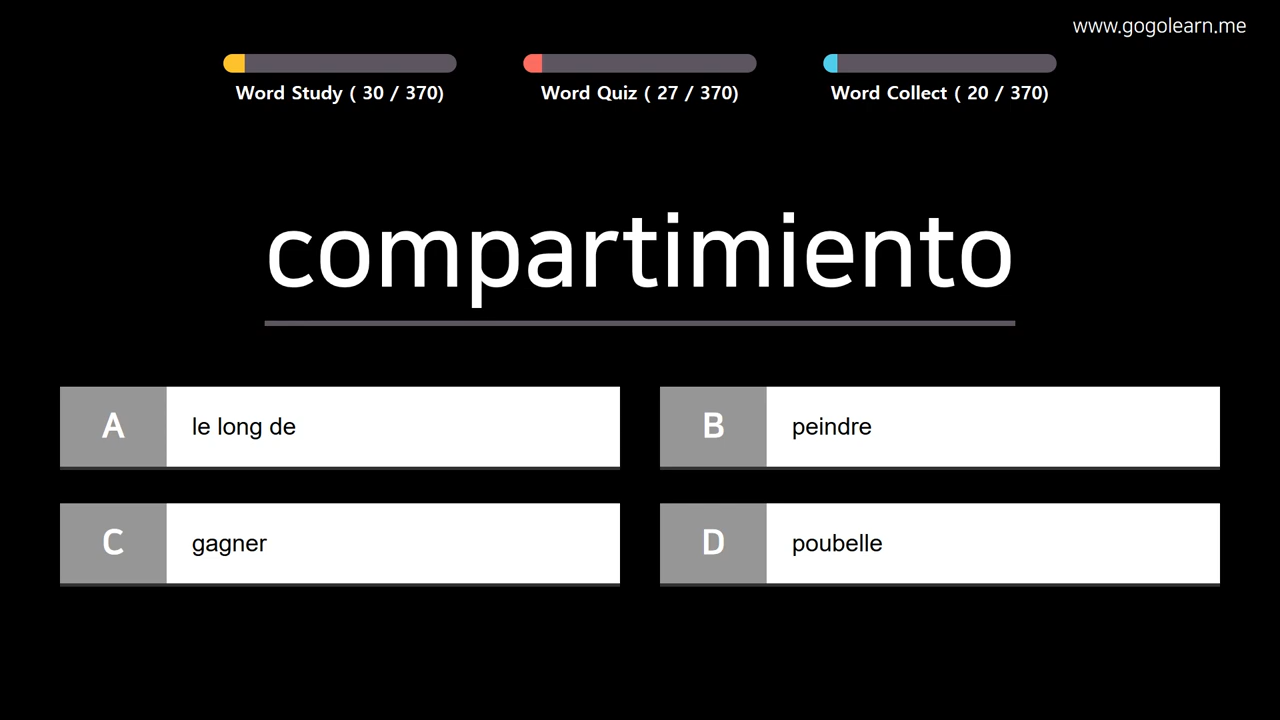 www.gogolearn.me
Word Study ( 30 / 370)
Word Quiz ( 27 / 370)
Word Collect ( 20 / 370)
compartimiento
A le long de
B peindre
C gagner
D poubelle